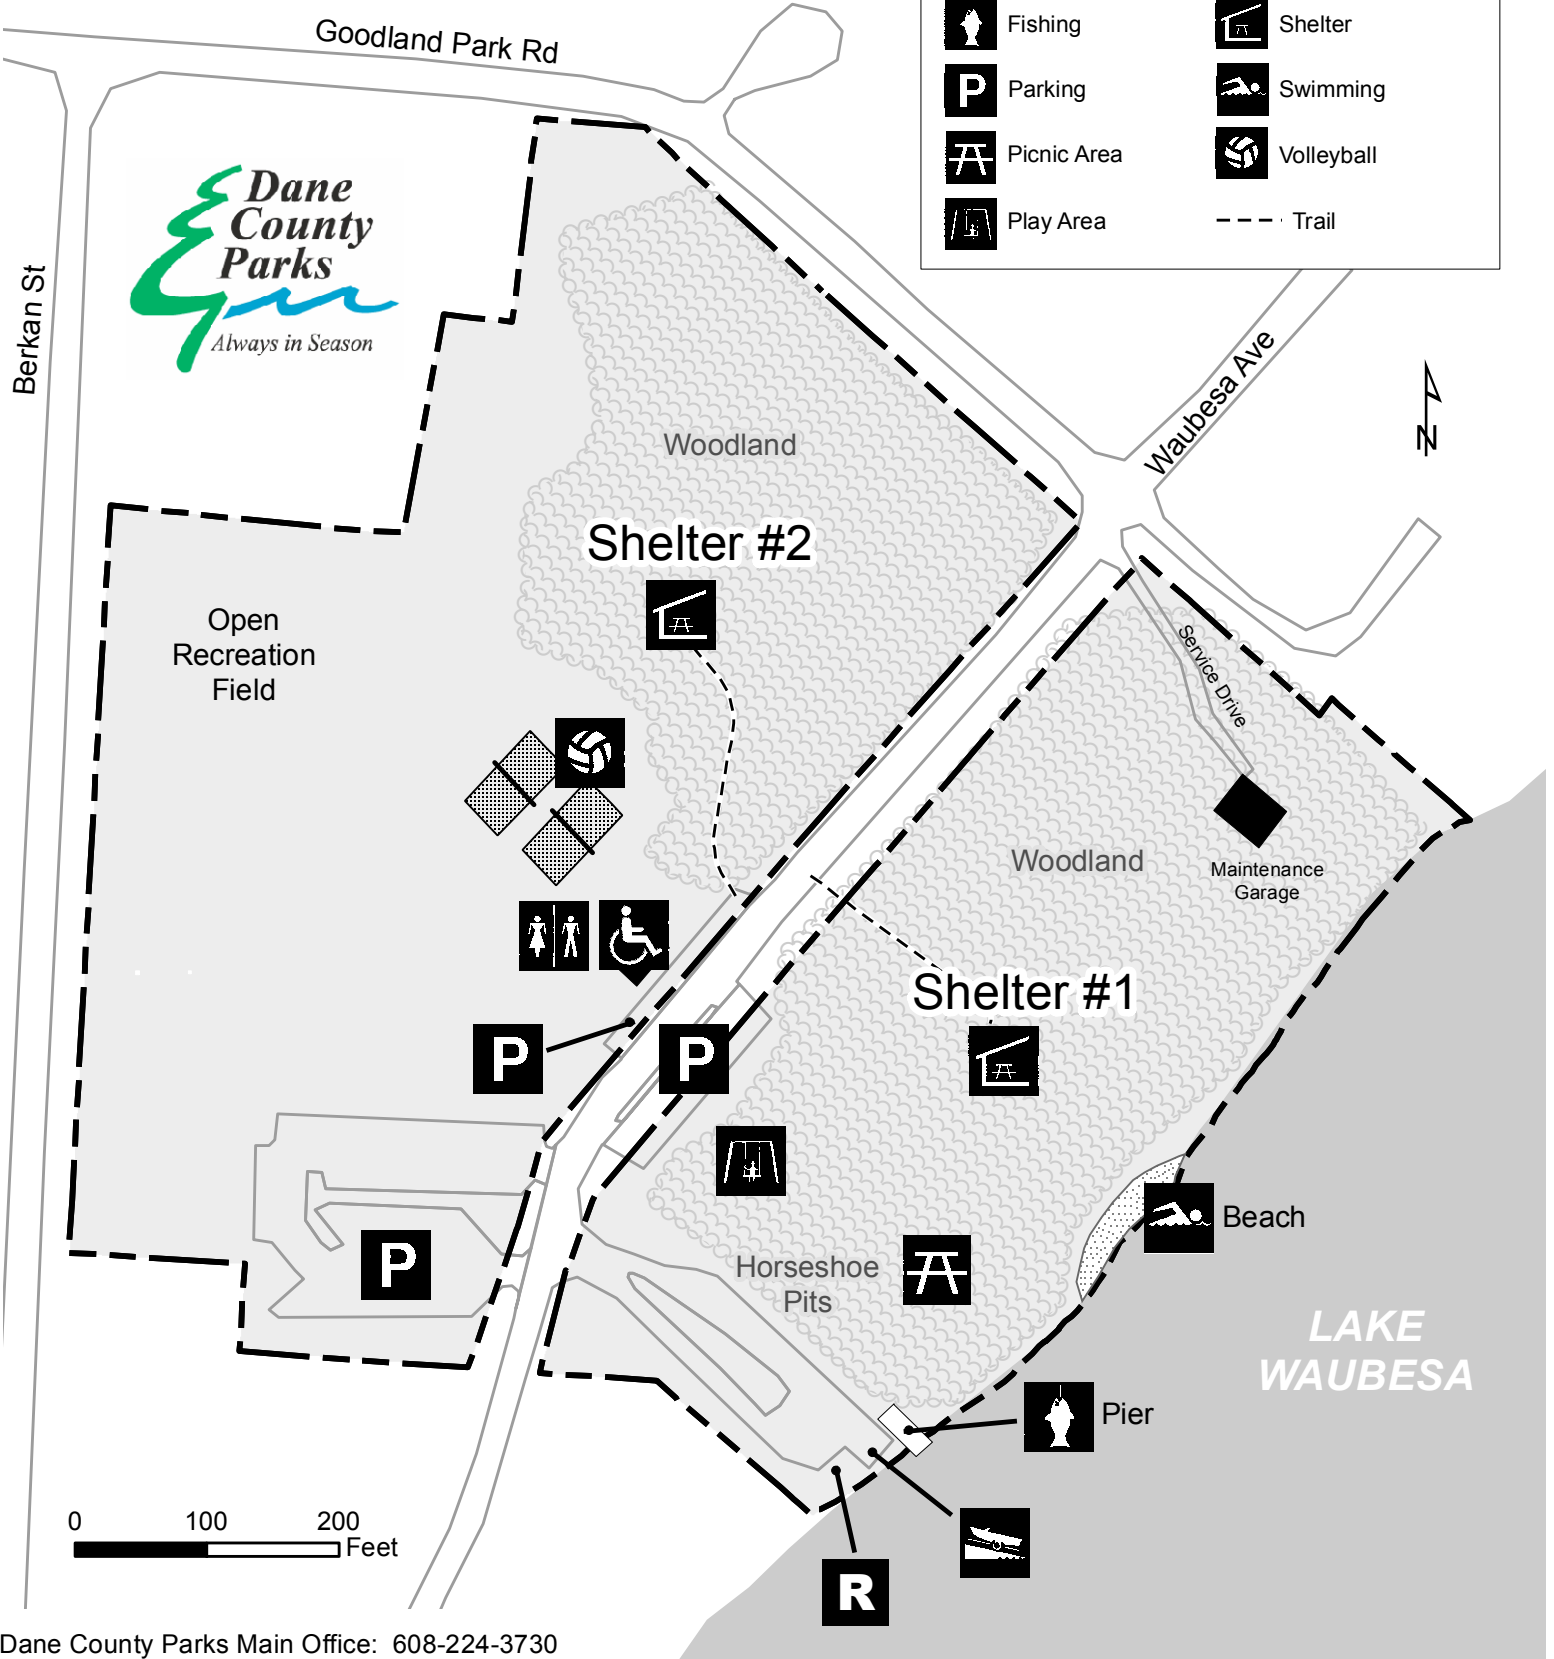 Goodland Park Rd
Fishing
Shelter
P
Parking
Swimming
Picnic Area
Volleyball
Play Area
Trail
Dane
County
Parks
Always in Season
Berkan St
Waubesa Ave
N
Woodland
Shelter #2
Open
Recreation
Field
Service Drive
Woodland
Maintenance
Garage
Shelter #1
P
P
P
Beach
Horseshoe
Pits
LAKE
WAUBESA
Pier
R
0 100 200
Feet
Dane County Parks Main Office: 608-224-3730